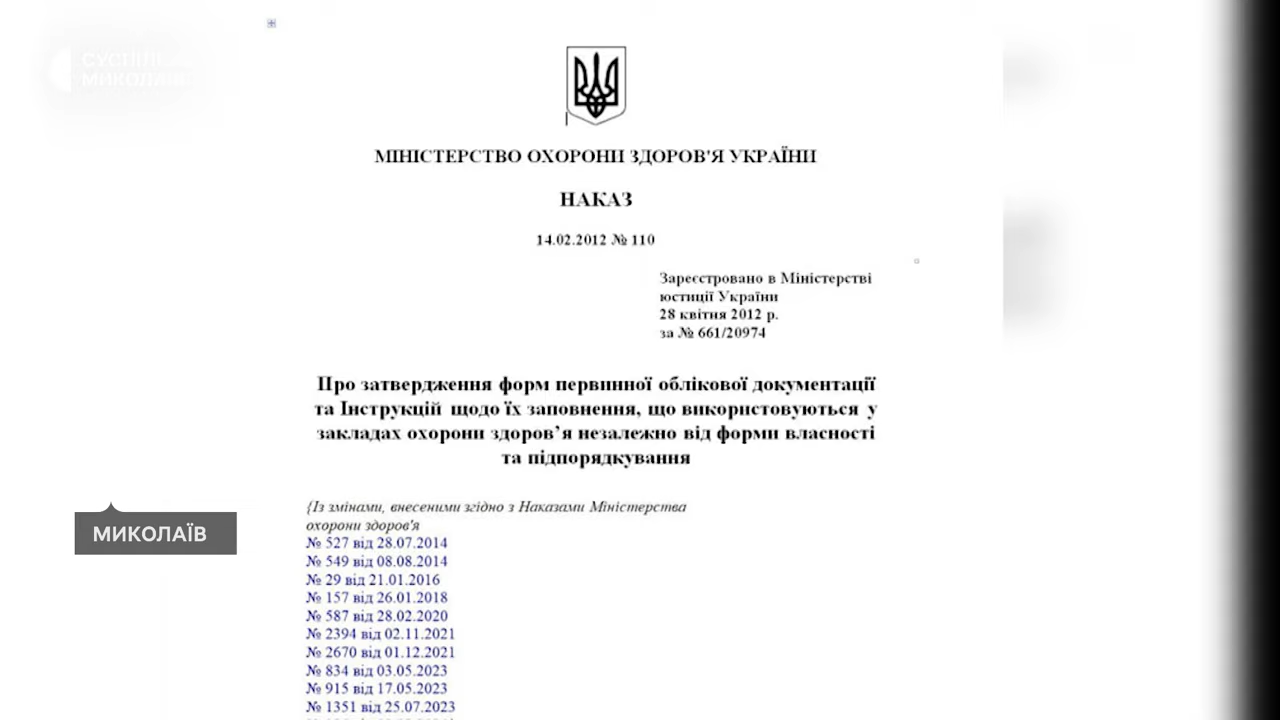 СУСПІЛЬНЕ
МИКОЛАЇВ
МІНІСТЕРСТВО ОХОРОНИ ЗДОРОВ'Я УКРАЇНИ
НАКАЗ
14.02.2012 № 110
Зареєстровано в Міністерстві
юстиції України
28 квітня 2012 р.
за № 661/20974
Про затвердження форм первинної облікової документації
та Інструкцій щодо їх заповнення, що використовуються у
закладах охорони здоров’я незалежно від форми власності
та підпорядкування
{Із змінами, внесеними згідно з Наказами Міністерства
охорони здоров'я
№ 527 від 28.07.2014
№ 549 від 08.08.2014
№ 29 від 21.01.2016
№ 157 від 26.01.2018
№ 587 від 28.02.2020
№ 2394 від 02.11.2021
№ 2670 від 01.12.2021
№ 834 від 03.05.2023
№ 915 від 17.05.2023
№ 1351 від 25.07.2023
МИКОЛАЇВ